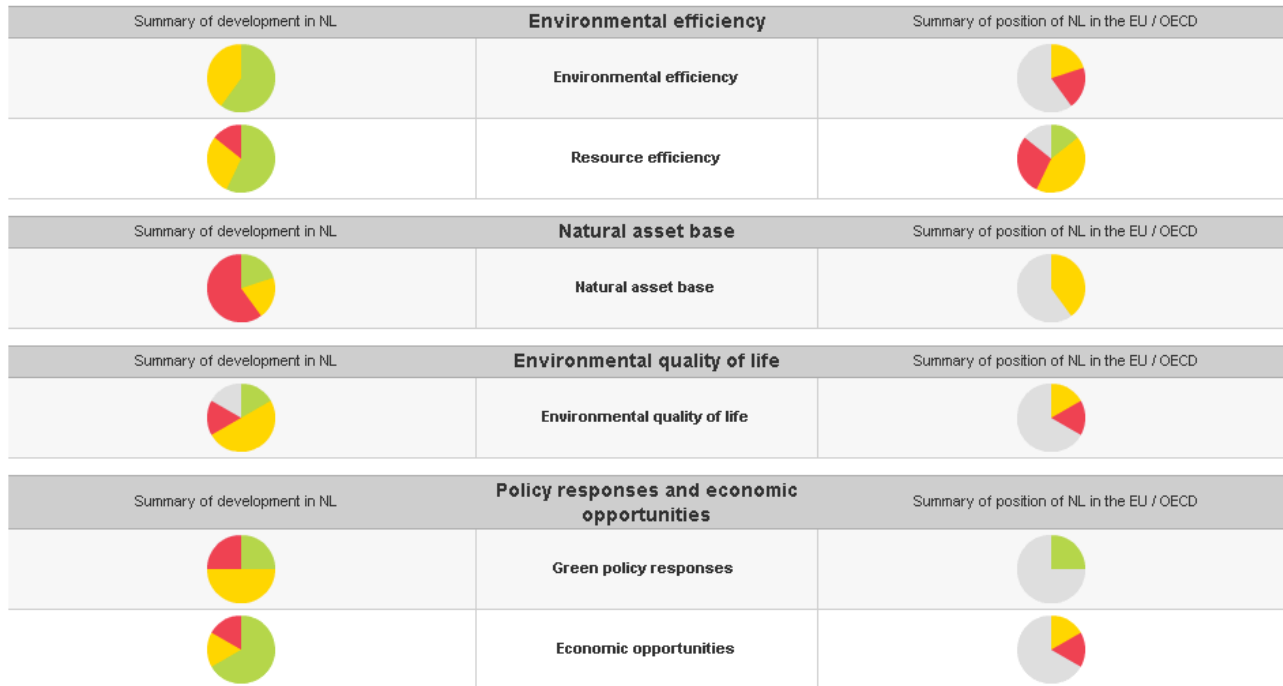 Summary of development in NL Environmental efficiency Summary of position of NL in the EU / OECD
Environmental efficiency
Resource efficiency
Summary of development in NL Natural asset base Summary of position of NL in the EU / OECD
Natural asset base
Summary of development in NL Environmental quality of life Summary of position of NL in the EU / OECD
Environmental quality of life
Summary of development in NL Policy responses and economic opportunities Summary of position of NL in the EU / OECD
Green policy responses
Economic opportunities